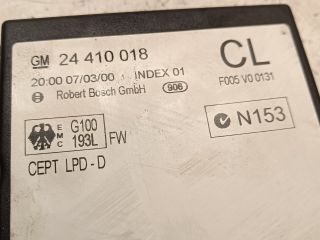 GM 24 410 018 CL
20:00 07/03/00 INDEX 01 F005 V0 0131
Robert Bosch GmbH 906
EMC G100 193L FW N153
CEPT LPD - D